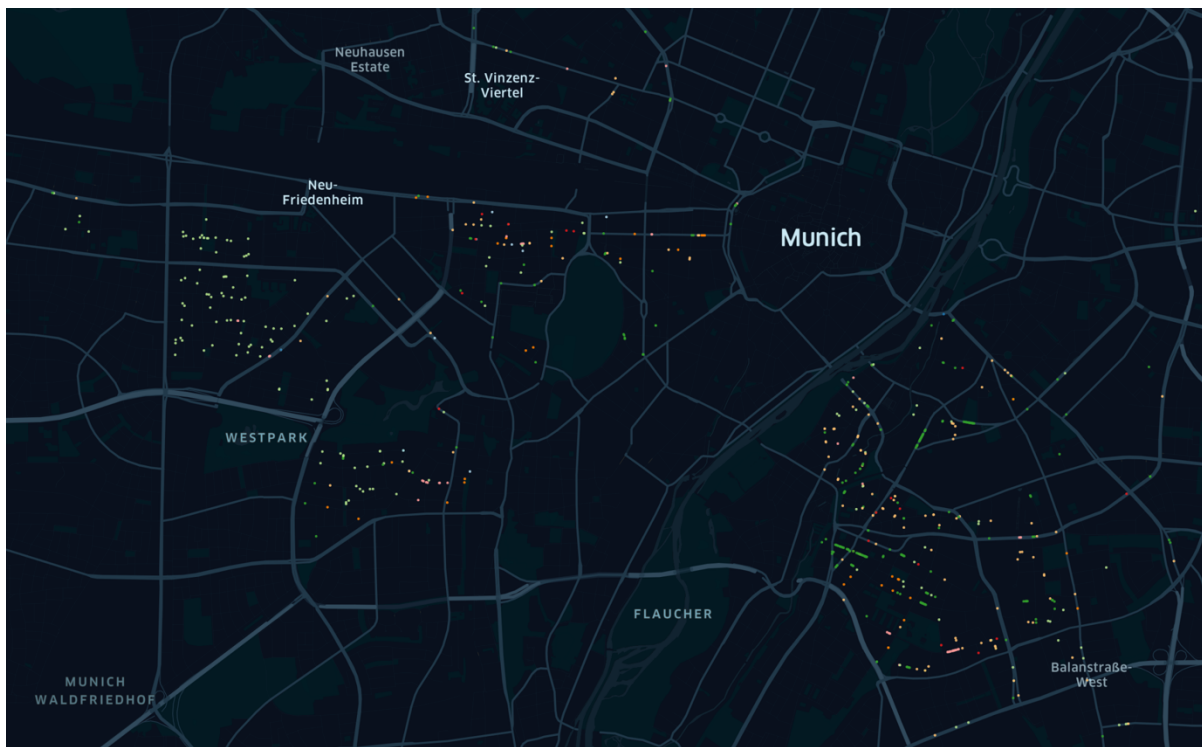 Neuhausen
Estate
St. Vinzenz-
Viertel
Neu-
Friedenheim
Munich
WESTPARK
FLAUCHER
MUNICH
WALDFRIEDHOF
Balanstraße-
West